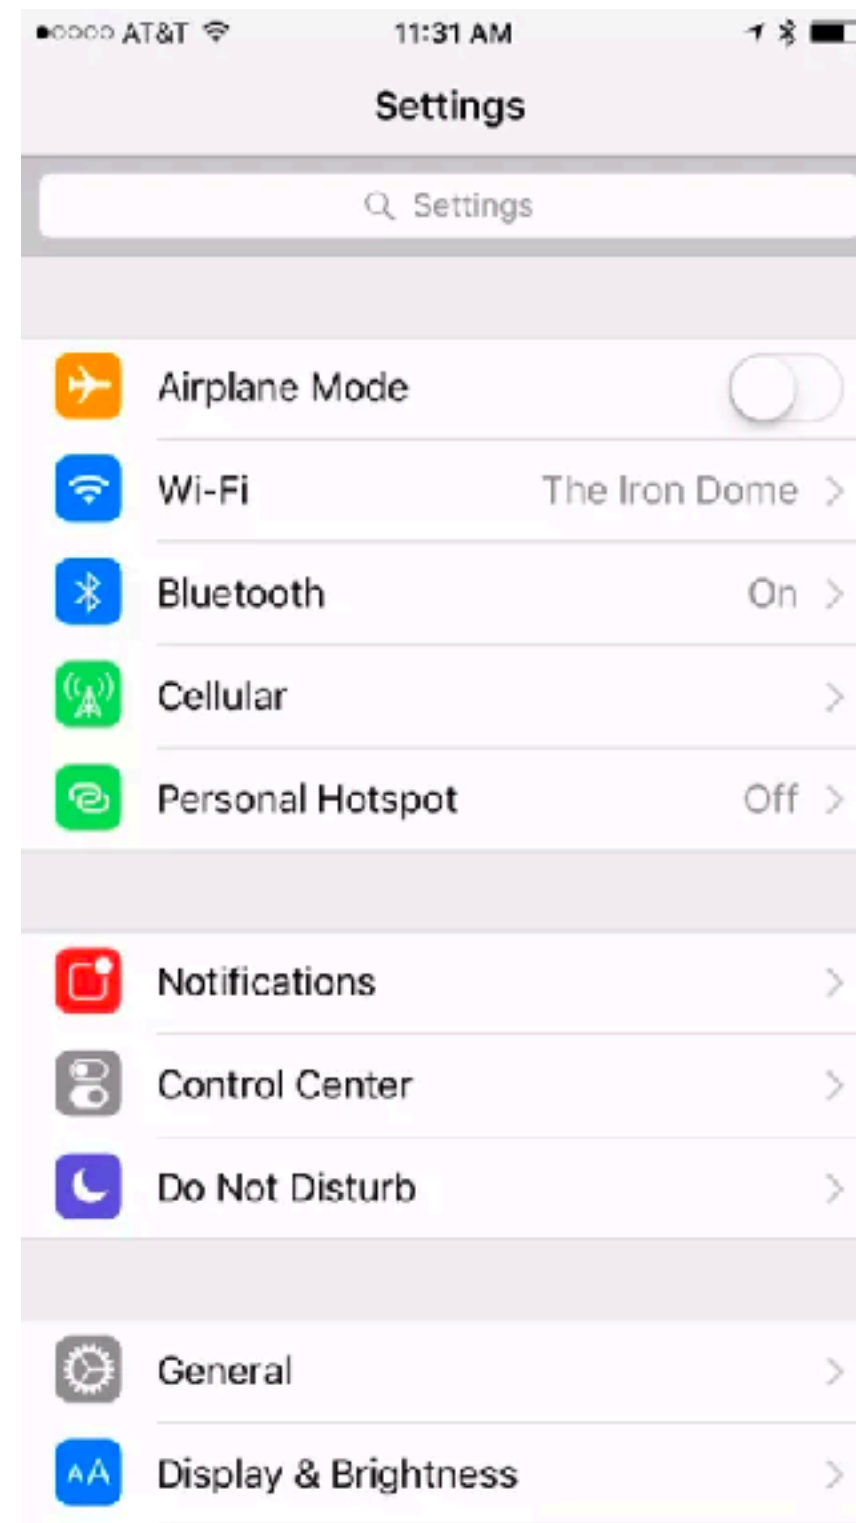 AT&T 11:31 AM
Settings
Settings
Airplane Mode
Wi-Fi The Iron Dome
Bluetooth On
Cellular
Personal Hotspot Off
Notifications
Control Center
Do Not Disturb
General
AA Display & Brightness